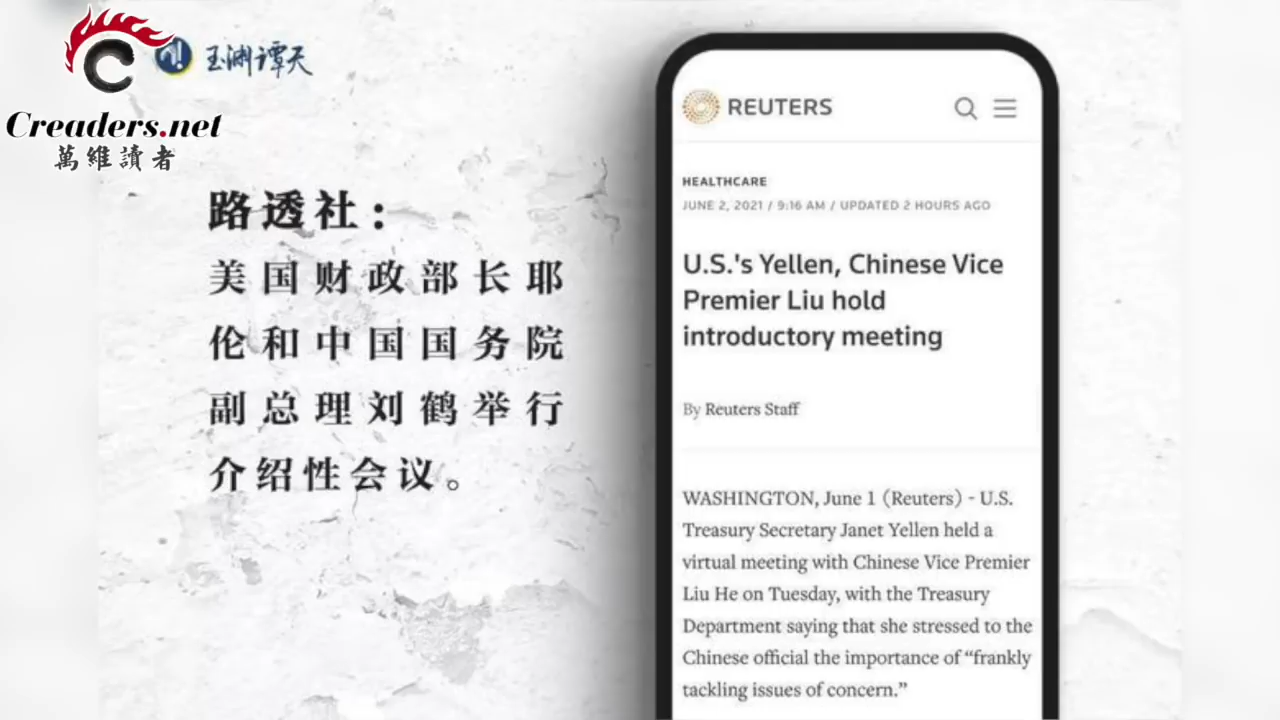 玉渊谭天
Creaders.net
萬維讀者
路透社：
美国财政部长耶
伦和中国国务院
副总理刘鹤举行
介绍性会议。
REUTERS
HEALTHCARE
JUNE 2, 2021 / 9:16 AM / UPDATED 2 HOURS AGO
U.S.'s Yellen, Chinese Vice
Premier Liu hold
introductory meeting
By Reuters Staff
WASHINGTON, June 1 (Reuters) - U.S.
Treasury Secretary Janet Yellen held a
virtual meeting with Chinese Vice Premier
Liu He on Tuesday, with the Treasury
Department saying that she stressed to the
Chinese official the importance of “frankly
tackling issues of concern.”